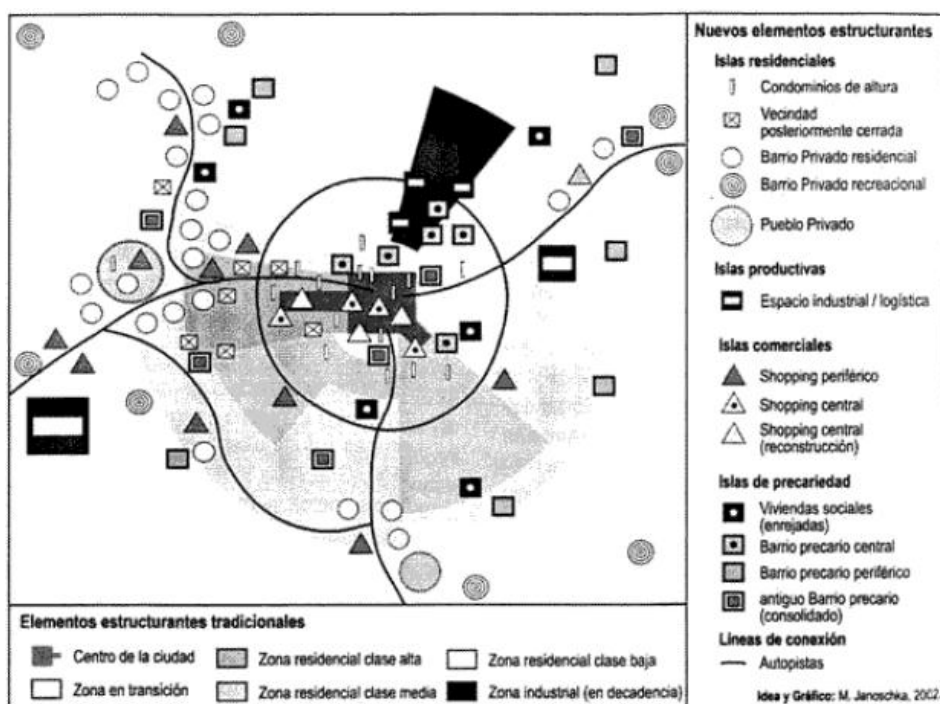 Nuevos elementos estructurantes
Islas residenciales
Condominios de altura
Vecindad
posteriormente cerrada
Barrio Privado residencial
Barrio Privado recreacional
Pueblo Privado
Islas productivas
Espacio industrial / logística
Islas comerciales
Shopping periférico
Shopping central
Shopping central
(reconstrucción)
Islas de precariedad
Viviendas sociales
(enrejadas)
Barrio precario central
Barrio precario periférico
antiguo Barrio precario
(consolidado)
Líneas de conexión
Autopistas
Idea y Gráfico: M. Janoschka, 2002.
Elementos estructurantes tradicionales
Centro de la ciudad
Zona residencial clase alta
Zona residencial clase baja
Zona en transición
Zona residencial clase media
Zona industrial (en decadencia)